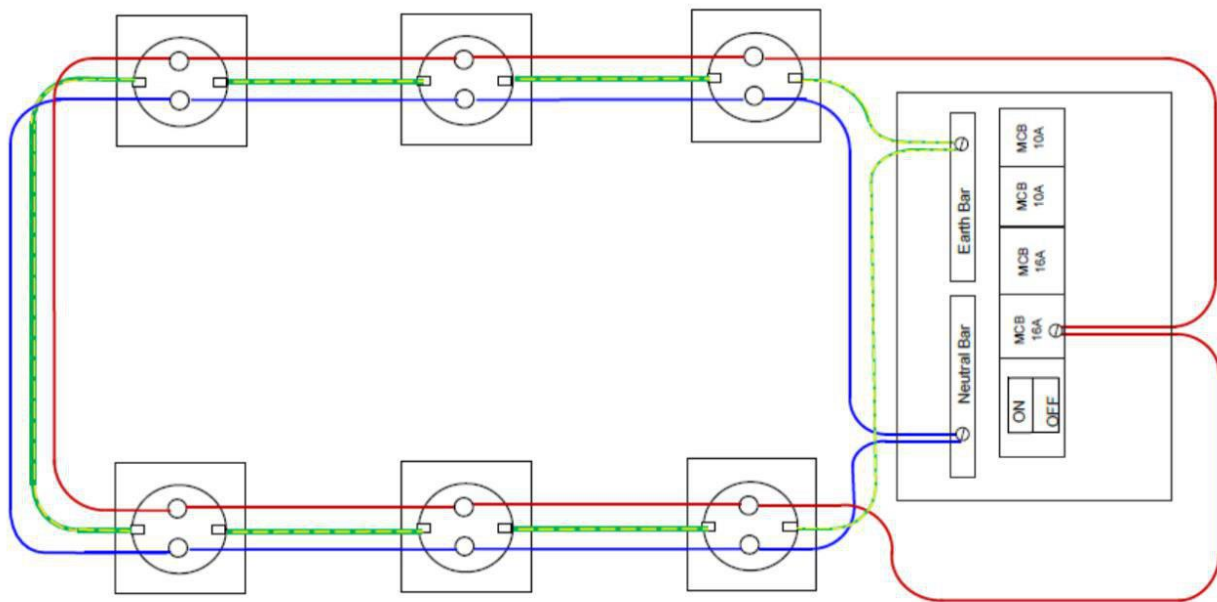 Earth Bar
Neutral Bar
MCB
10A
MCB
10A
MCB
16A
MCB
16A
ON
OFF